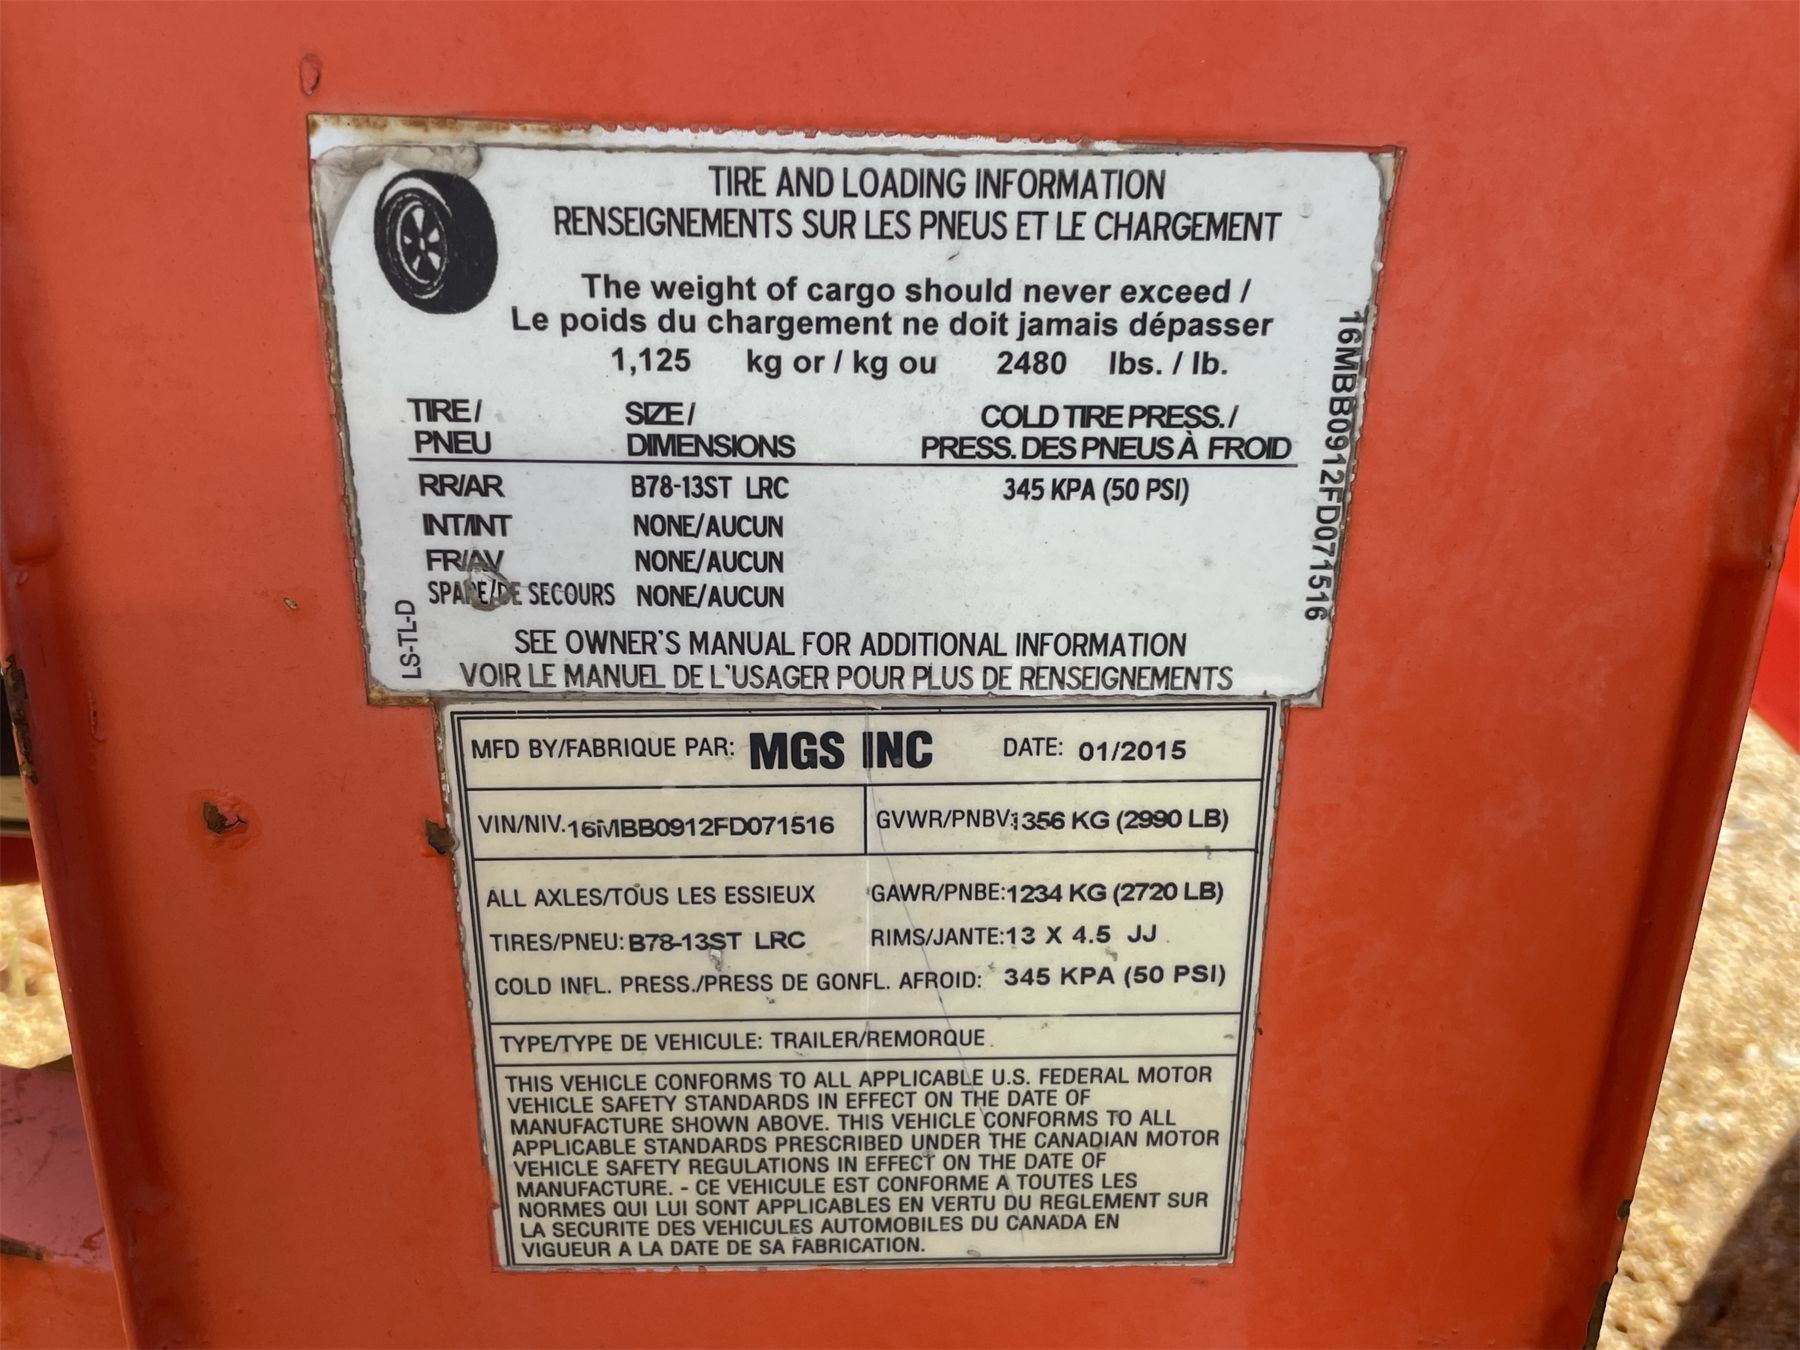 TIRE AND LOADING INFORMATION
RENSEIGNEMENTS SUR LES PNEUS ET LE CHARGEMENT
The weight of cargo should never exceed /
Le poids du chargement ne doit jamais dépasser
1,125 kg or / kg ou 2480 lbs. / lb.
TIRE / SIZE / COLD TIRE PRESS. /
PNEU DIMENSIONS PRESS. DES PNEUS À FROID
RR/AR B78-13ST LRC 345 KPA (50 PSI)
INT/INT NONE/AUCUN
FR/AV NONE/AUCUN
SPARE/DE SECOURS NONE/AUCUN
SEE OWNER'S MANUAL FOR ADDITIONAL INFORMATION
VOIR LE MANUEL DE L'USAGER POUR PLUS DE RENSEIGNEMENTS
LS-TL-D
16MBB0912FD071516
MFD BY/FABRIQUE PAR: MGS INC DATE: 01/2015
VIN/NIV. 16MBB0912FD071516 GVWR/PNBV: 1356 KG (2990 LB)
ALL AXLES/TOUS LES ESSIEUX GAWR/PNBE: 1234 KG (2720 LB)
TIRES/PNEU: B78-13ST LRC RIMS/JANTE: 13 X 4.5 JJ
COLD INFL. PRESS./PRESS DE GONFL. AFROID: 345 KPA (50 PSI)
TYPE/TYPE DE VEHICULE: TRAILER/REMORQUE
THIS VEHICLE CONFORMS TO ALL APPLICABLE U.S. FEDERAL MOTOR
VEHICLE SAFETY STANDARDS IN EFFECT ON THE DATE OF
MANUFACTURE SHOWN ABOVE. THIS VEHICLE CONFORMS TO ALL
APPLICABLE STANDARDS PRESCRIBED UNDER THE CANADIAN MOTOR
VEHICLE SAFETY REGULATIONS IN EFFECT ON THE DATE OF
MANUFACTURE. - CE VEHICULE EST CONFORME A TOUTES LES
NORMES QUI LUI SONT APPLICABLES EN VERTU DU REGLEMENT SUR
LA SECURITE DES VEHICULES AUTOMOBILES DU CANADA EN
VIGUEUR A LA DATE DE SA FABRICATION.